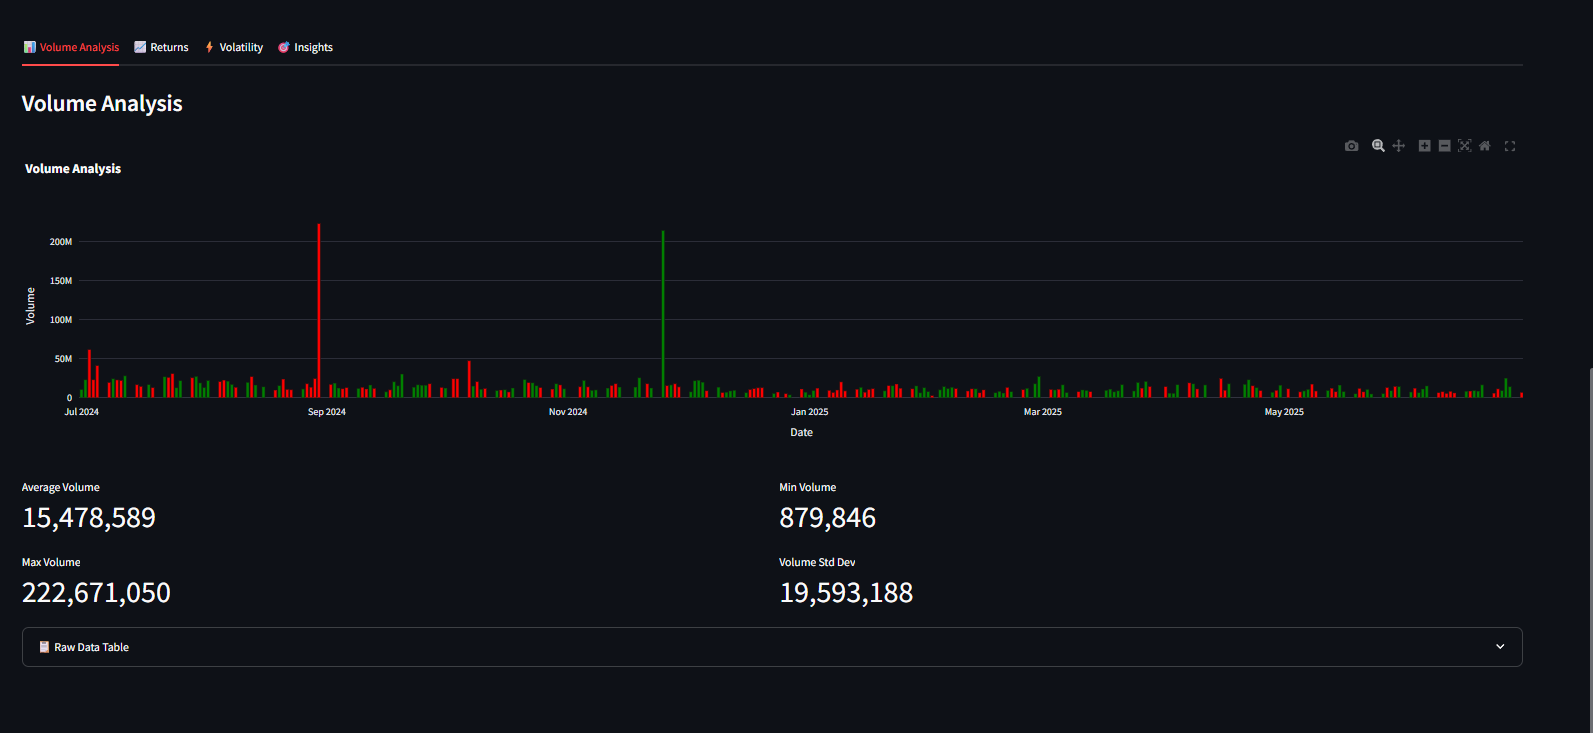 Volume Analysis Returns Volatility Insights
Volume Analysis
Volume Analysis
200M
150M
100M
50M
0
Volume
Jul 2024 Sep 2024 Nov 2024 Jan 2025 Mar 2025 May 2025
Date
Average Volume
15,478,589
Min Volume
879,846
Max Volume
222,671,050
Volume Std Dev
19,593,188
Raw Data Table